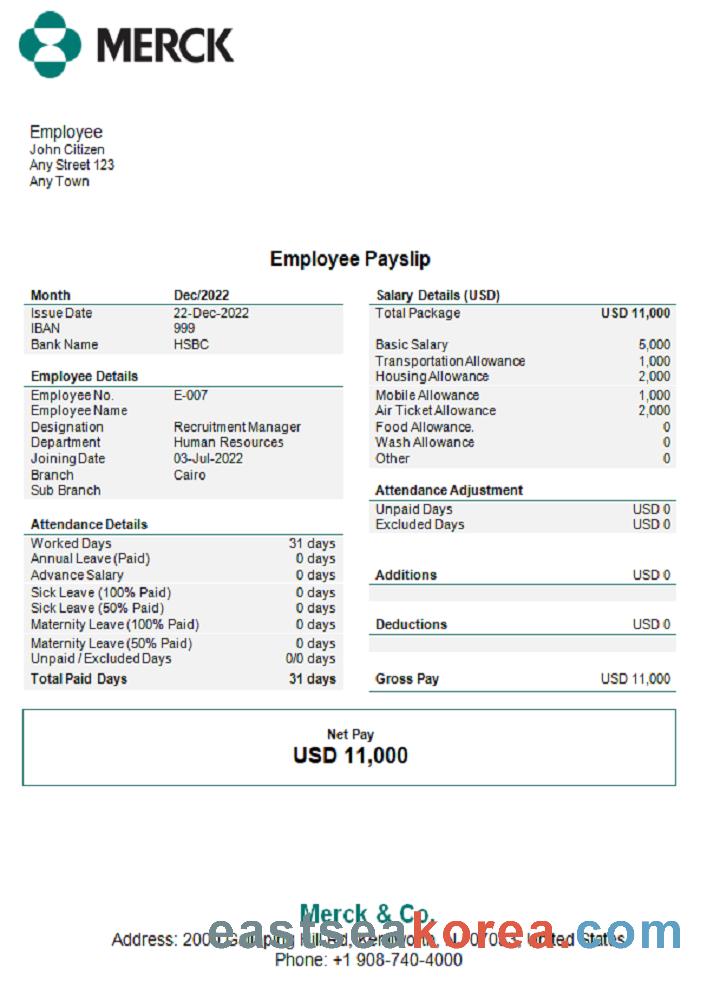 MERCK
Employee
John Citizen
Any Street 123
Any Town
Employee Payslip
Month Dec/2022
Issue Date 22-Dec-2022
IBAN 999
Bank Name HSBC
Employee Details
Employee No. E-007
Employee Name
Designation Recruitment Manager
Department Human Resources
Joining Date 03-Jul-2022
Branch Cairo
Sub Branch
Attendance Details
Worked Days 31 days
Annual Leave (Paid) 0 days
Advance Salary 0 days
Sick Leave (100% Paid) 0 days
Sick Leave (50% Paid) 0 days
Maternity Leave (100% Paid) 0 days
Maternity Leave (50% Paid) 0 days
Unpaid / Excluded Days 0/0 days
Total Paid Days 31 days
Salary Details (USD)
Total Package USD 11,000
Basic Salary 5,000
Transportation Allowance 1,000
Housing Allowance 2,000
Mobile Allowance 1,000
Air Ticket Allowance 2,000
Food Allowance. 0
Wash Allowance 0
Other 0
Attendance Adjustment
Unpaid Days USD 0
Excluded Days USD 0
Additions USD 0
Deductions USD 0
Gross Pay USD 11,000
Net Pay
USD 11,000
Merck & Co.
eastseakorea.com
Address: United States
Phone: +1 908-740-4000